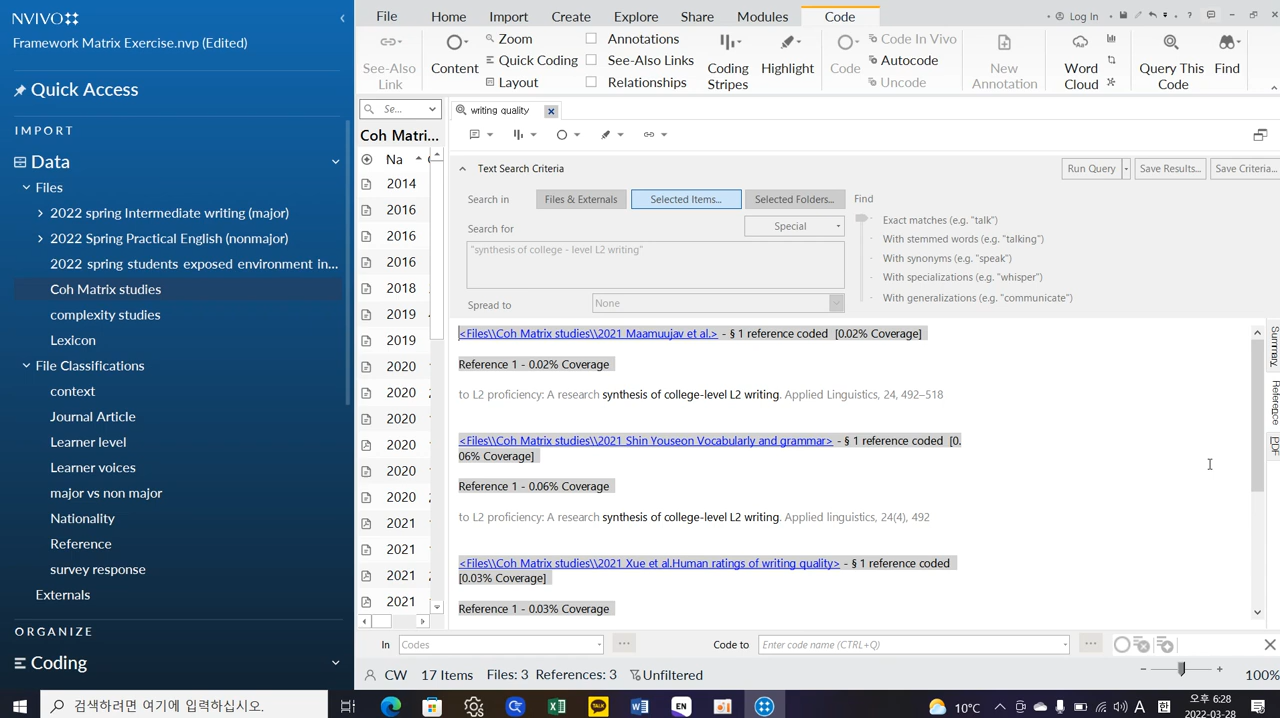 NVIVO
Framework Matrix Exercise.nvp (Edited)
Quick Access
IMPORT
Data
Files
2022 spring Intermediate writing (major)
2022 Spring Practical English (nonmajor)
2022 spring students exposed environment in...
Coh Matrix studies
complexity studies
Lexicon
File Classifications
context
Journal Article
Learner level
Learner voices
major vs non major
Nationality
Reference
survey response
Externals
ORGANIZE
Coding
File Home Import Create Explore Share Modules Code
Log In
See-Also Link
Content
Zoom
Quick Coding
Layout
Annotations
See-Also Links
Relationships
Coding Stripes
Highlight
Code
Code In Vivo
Autocode
Uncode
New Annotation
Word Cloud
Query This Code
Find
Se...
Coh Matri...
Na
2014
2016
2016
2016
2018
2019
2019
2020
2020
2020
2020
2020
2020
2021
2021
2021
2021
writing quality
Text Search Criteria
Run Query
Save Results...
Save Criteria...
Search in
Files & Externals
Selected Items...
Selected Folders...
Find
Search for
Special
"synthesis of college - level L2 writing"
Spread to
None
Exact matches (e.g. "talk")
With stemmed words (e.g. "talking")
With synonyms (e.g. "speak")
With specializations (e.g. "whisper")
With generalizations (e.g. "communicate")
<Files\\Coh Matrix studies\\2021 Maamuujav et al.> - § 1 reference coded [0.02% Coverage]
Reference 1 - 0.02% Coverage
to L2 proficiency: A research synthesis of college-level L2 writing. Applied Linguistics, 24, 492–518
<Files\\Coh Matrix studies\\2021 Shin Youseon Vocabularly and grammar> - § 1 reference coded [0.
06% Coverage]
Reference 1 - 0.06% Coverage
to L2 proficiency: A research synthesis of college-level L2 writing. Applied linguistics, 24(4), 492
<Files\\Coh Matrix studies\\2021 Xue et al.Human ratings of writing quality> - § 1 reference coded
[0.03% Coverage]
Reference 1 - 0.03% Coverage
Summary
Reference
PDF
In
Codes
Code to
Enter code name (CTRL+Q)
CW 17 Items Files: 3 References: 3 Unfiltered
100%
검색하려면 여기에 입력하십시오.
TALK
EN
10°C
A
한
오후 6:28
2022-03-28